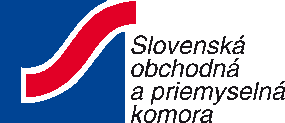 Slovenská
obchodná
a priemyselná
komora